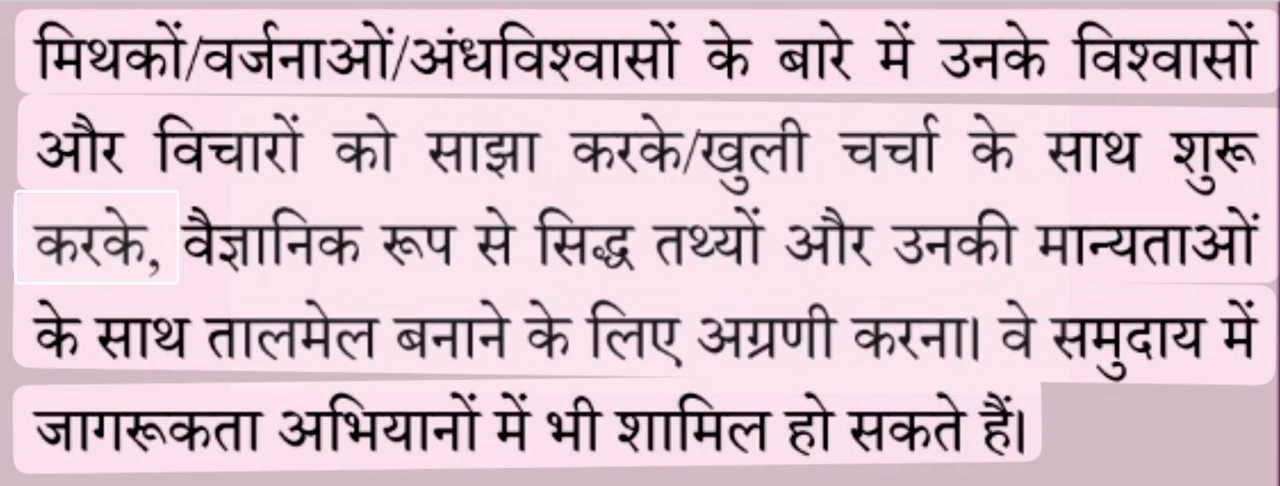 मिथकों/वर्जनाओं/अंधविश्वासों के बारे में उनके विश्वासों
और विचारों को साझा करके/खुली चर्चा के साथ शुरू
करके, वैज्ञानिक रूप से सिद्ध तथ्यों और उनकी मान्यताओं
के साथ तालमेल बनाने के लिए अग्रणी करना। वे समुदाय में
जागरूकता अभियानों में भी शामिल हो सकते हैं।